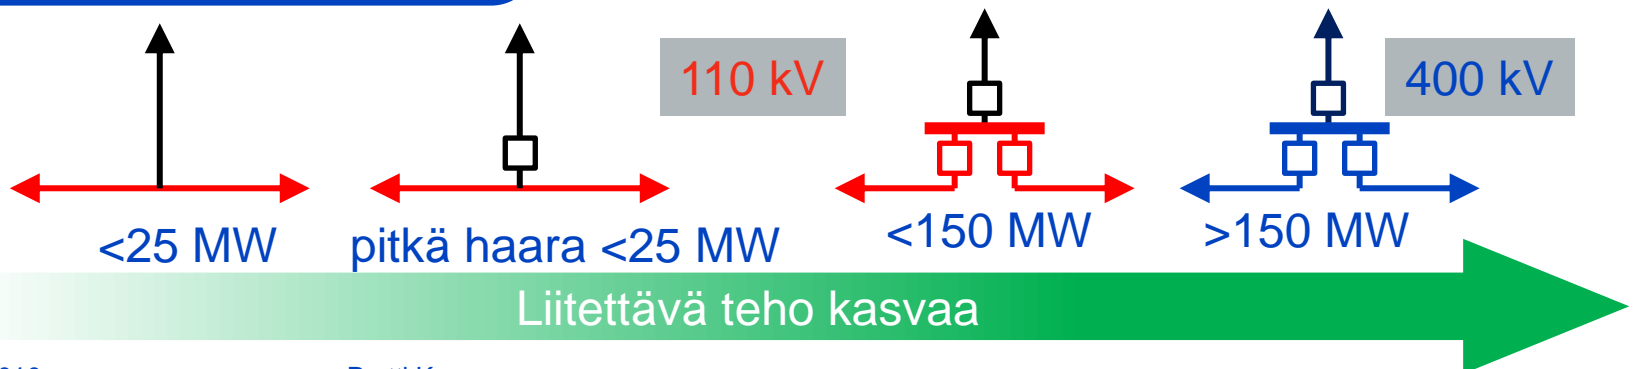 110 kV
400 kV
<25 MW
pitkä haara <25 MW
<150 MW
>150 MW
Liitettävä teho kasvaa